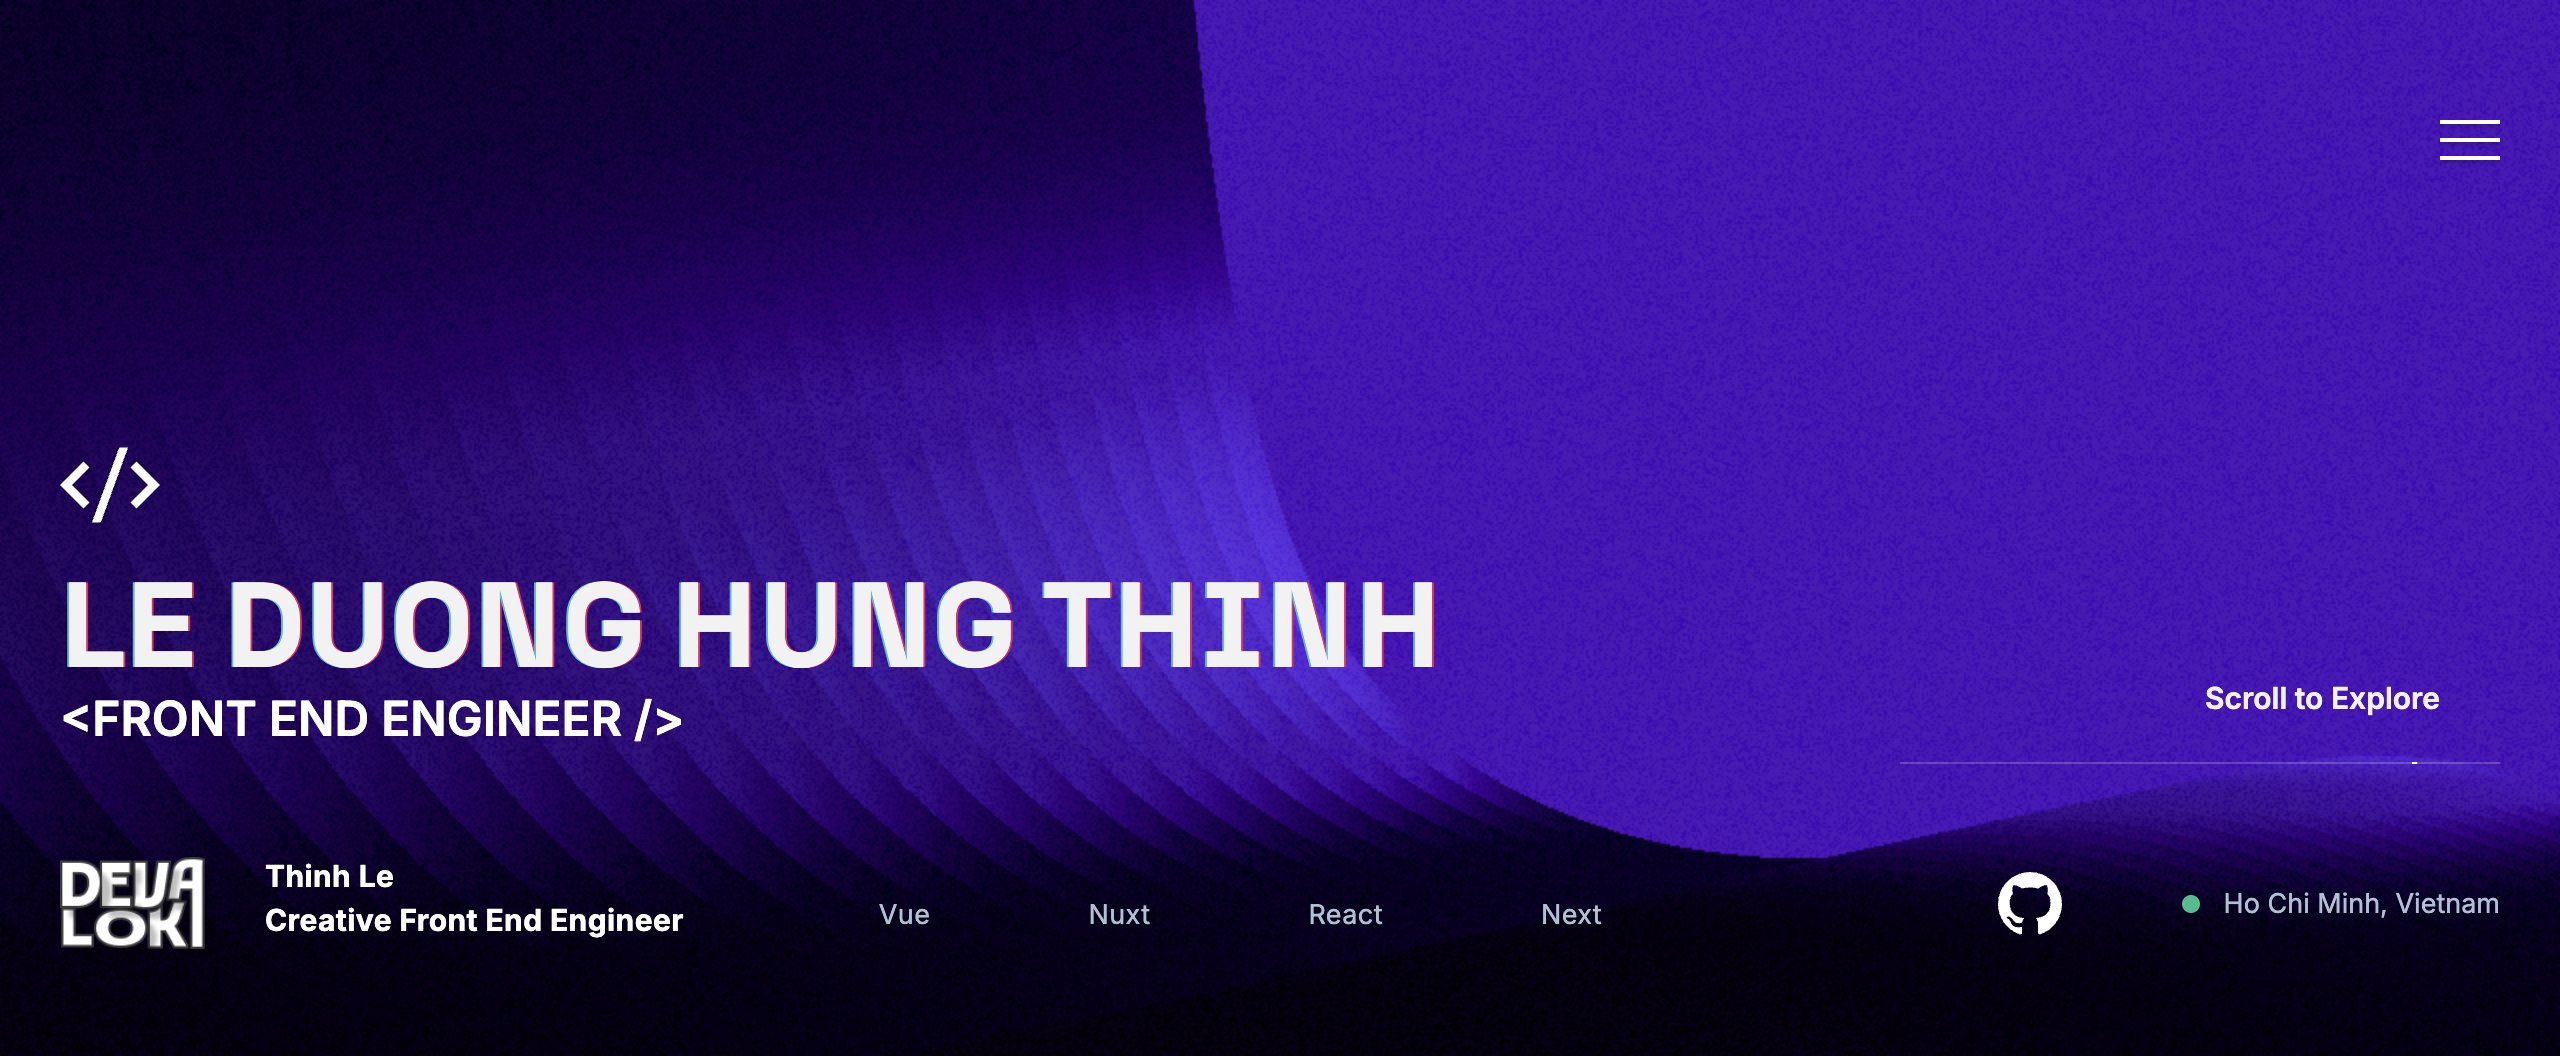 </>
LE DUONG HUNG THINH
<FRONT END ENGINEER />
Scroll to Explore
DEVA
LOKI
Thinh Le
Creative Front End Engineer
Vue
Nuxt
React
Next
Ho Chi Minh, Vietnam